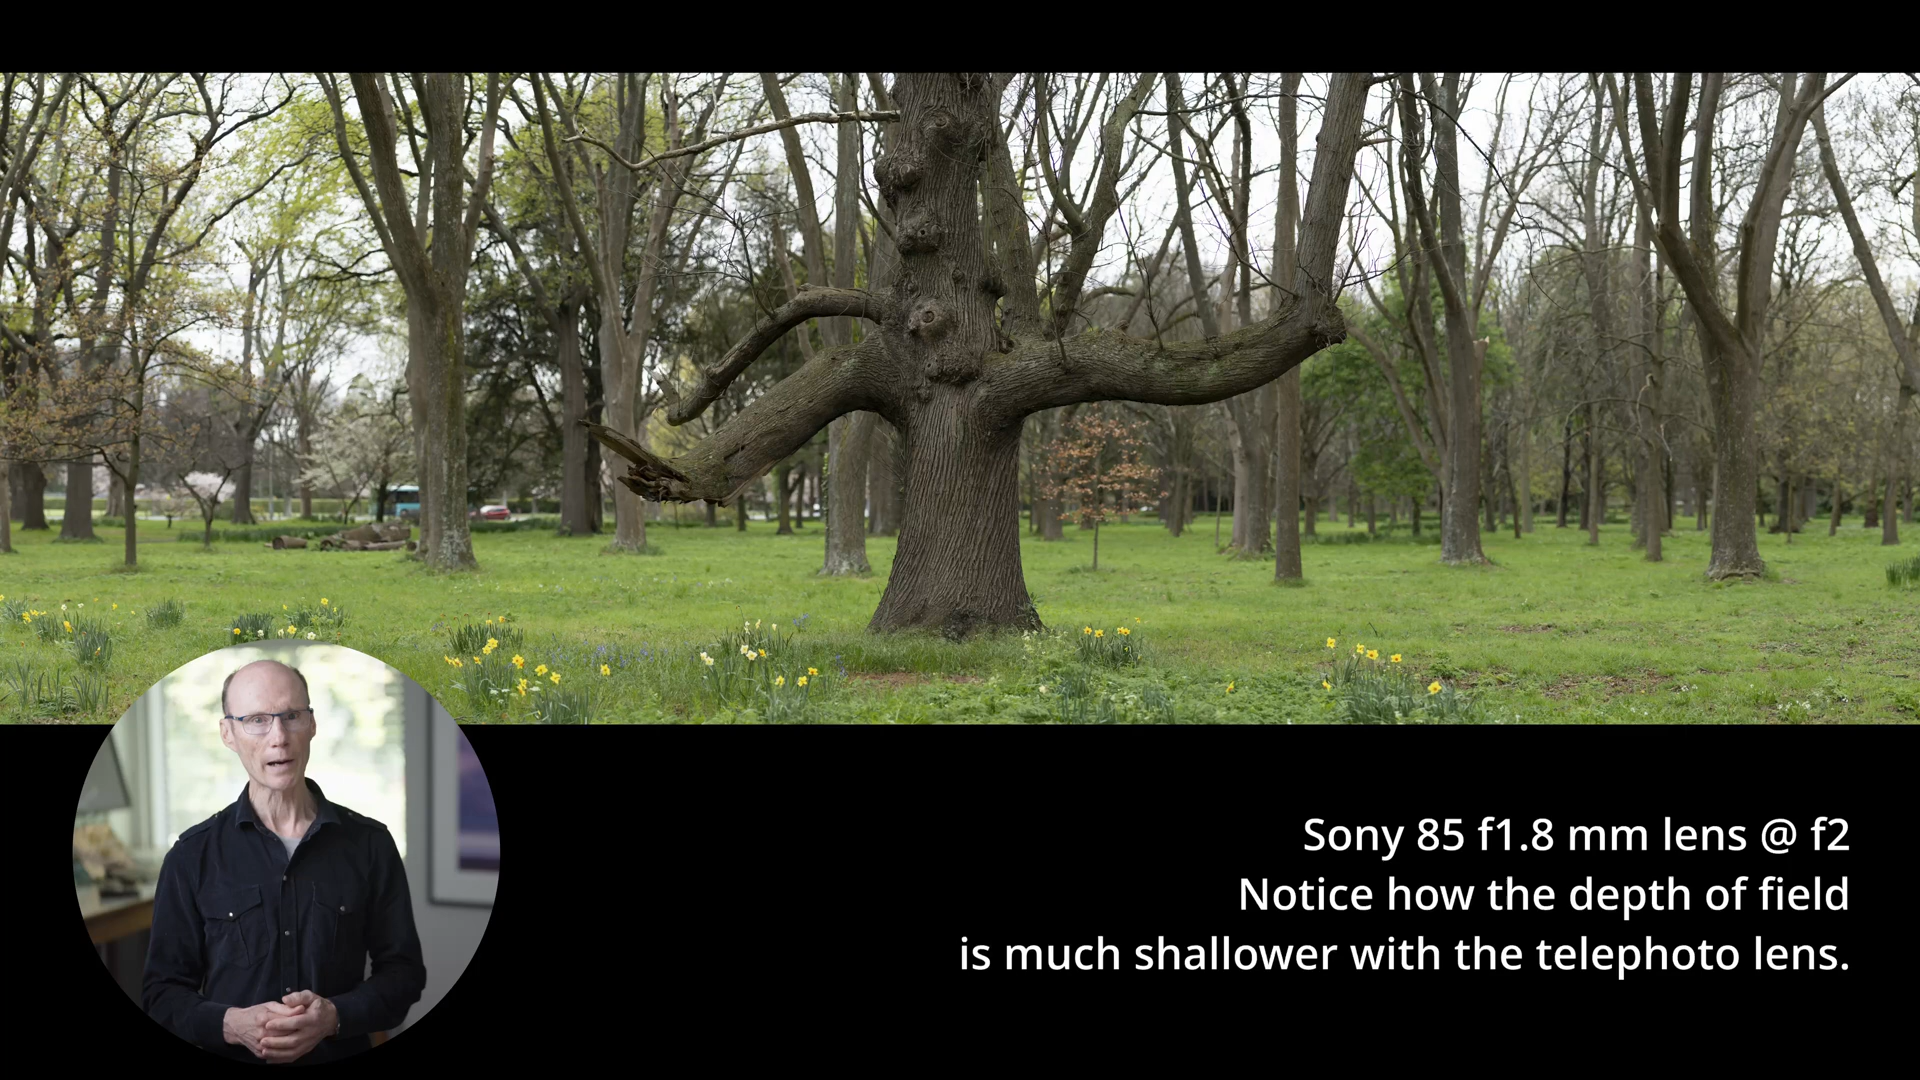 Sony 85 f1.8 mm lens @ f2
Notice how the depth of field
is much shallower with the telephoto lens.